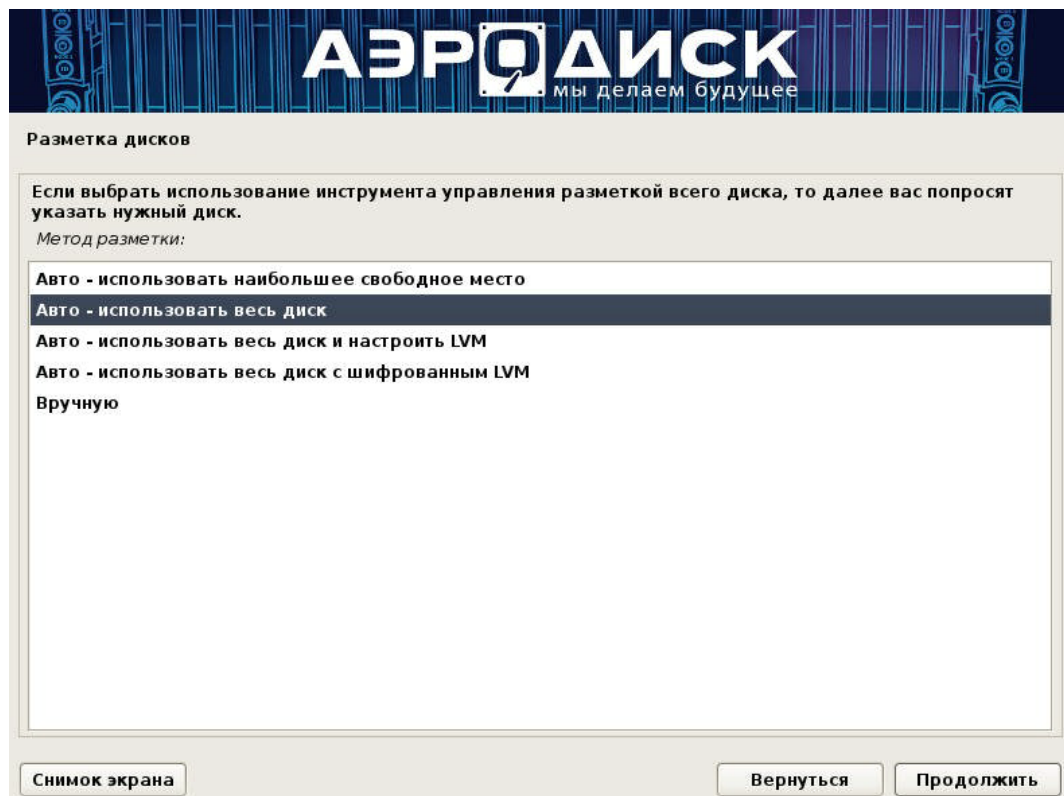 АЭРОДИСК
мы делаем будущее
Разметка дисков
Если выбрать использование инструмента управления разметкой всего диска, то далее вас попросят
указать нужный диск.
Метод разметки:
Авто - использовать наибольшее свободное место
Авто - использовать весь диск
Авто - использовать весь диск и настроить LVM
Авто - использовать весь диск с шифрованным LVM
Вручную
Снимок экрана
Вернуться
Продолжить